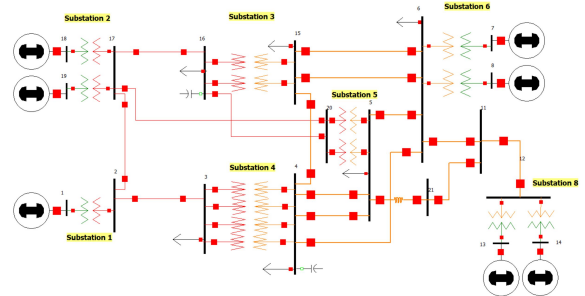 Substation 2
Substation 3
Substation 6
6
18
17
16
15
7
19
8
Substation 5
20
5
11
Substation 4
12
2
3
4
1
21
Substation 8
Substation 1
13
14